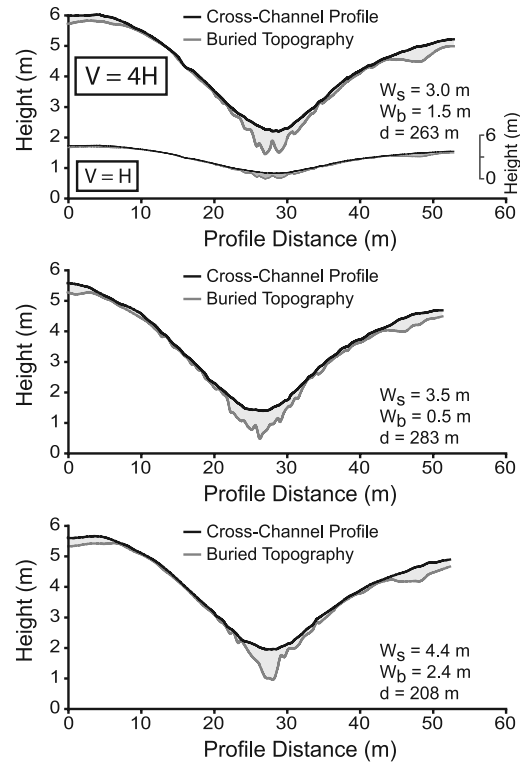 Cross-Channel Profile
Buried Topography
V = 4H
V = H
Ws = 3.0 m
Wb = 1.5 m
d = 263 m
Height (m)
6
5
4
3
2
1
0
6
0
Height (m)
0 10 20 30 40 50 60
Profile Distance (m)
Cross-Channel Profile
Buried Topography
Ws = 3.5 m
Wb = 0.5 m
d = 283 m
Height (m)
6
5
4
3
2
1
0
0 10 20 30 40 50 60
Profile Distance (m)
Cross-Channel Profile
Buried Topography
Ws = 4.4 m
Wb = 2.4 m
d = 208 m
Height (m)
6
5
4
3
2
1
0
0 10 20 30 40 50 60
Profile Distance (m)